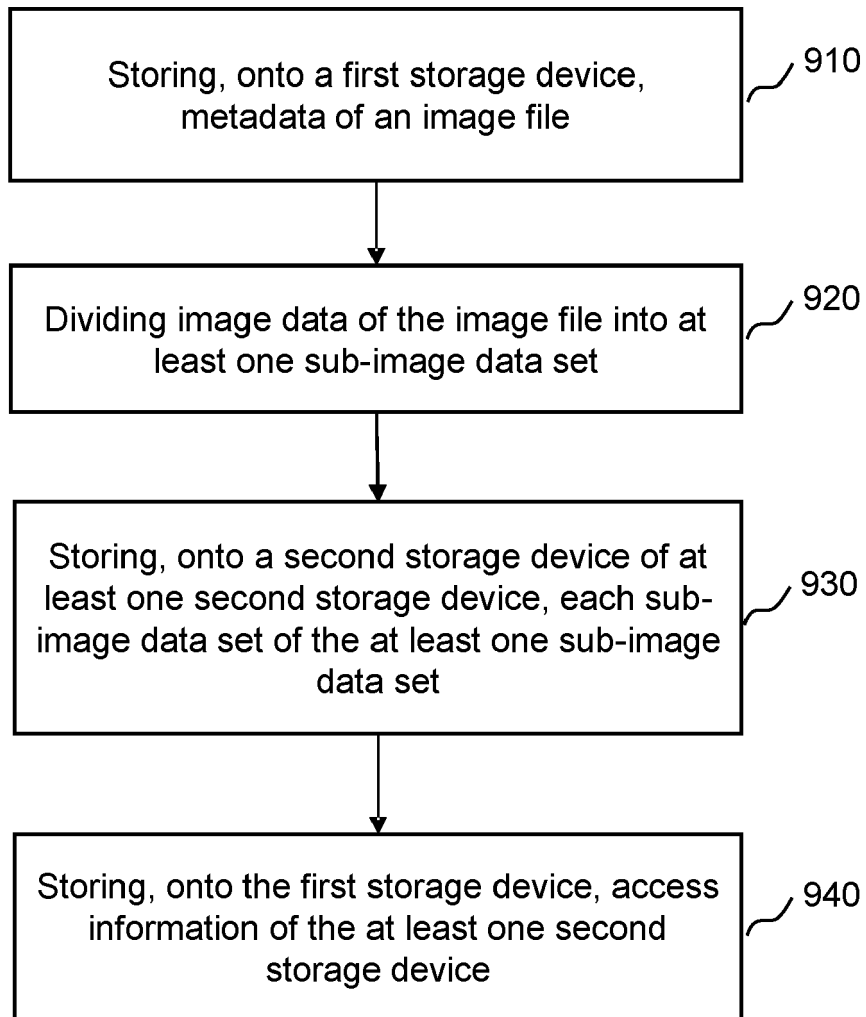 Storing, onto a first storage device,
metadata of an image file
910
Dividing image data of the image file into at
least one sub-image data set
920
Storing, onto a second storage device of at
least one second storage device, each sub-
image data set of the at least one sub-image
data set
930
Storing, onto the first storage device, access
information of the at least one second
storage device
940